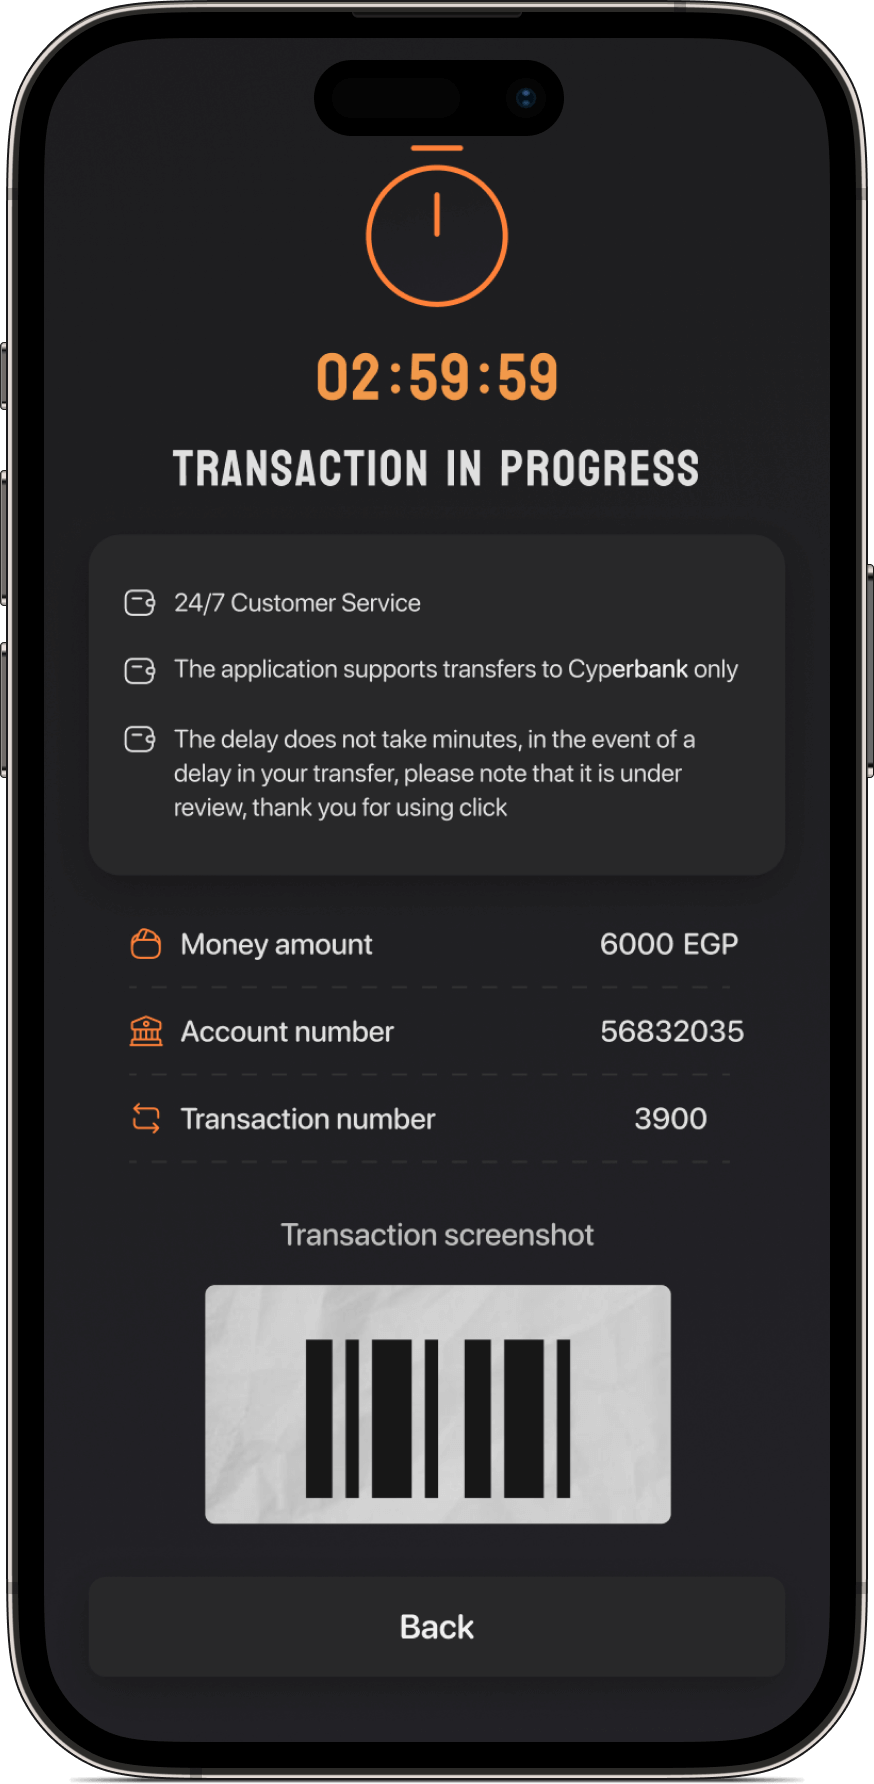 02:59:59
TRANSACTION IN PROGRESS
24/7 Customer Service
The application supports transfers to Cyperbank only
The delay does not take minutes, in the event of a
delay in your transfer, please note that it is under
review, thank you for using click
Money amount 6000 EGP
Account number 56832035
Transaction number 3900
Transaction screenshot
Back